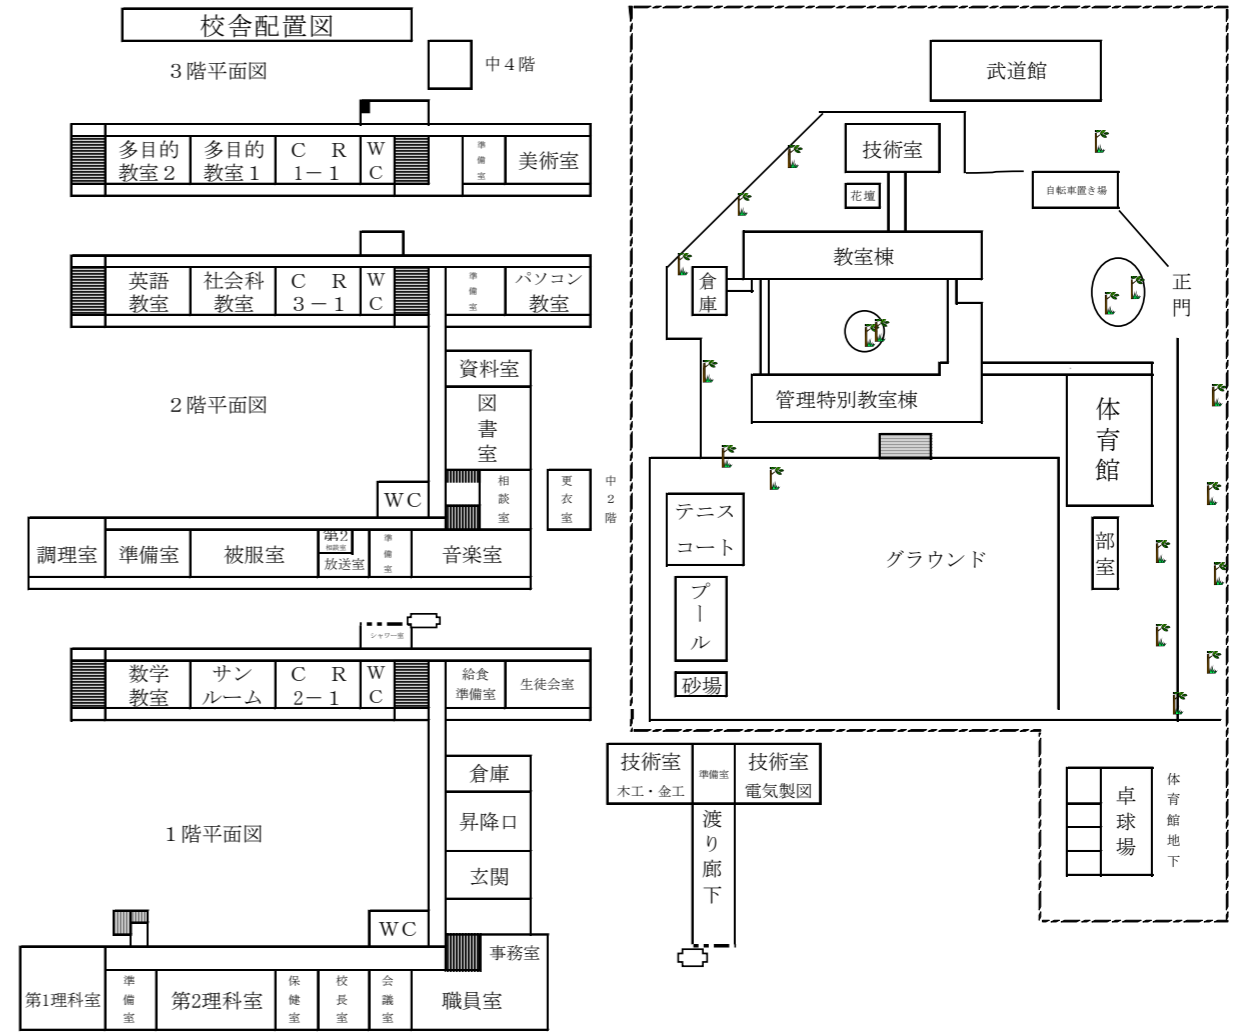 校舎配置図
３階平面図
中４階
多目的
教室２
多目的
教室１
Ｃ　Ｒ
１－１
Ｗ
Ｃ
準
備
室
美術室
英語
教室
社会科
教室
Ｃ　Ｒ
３－１
Ｗ
Ｃ
準
備
室
パソコン
教室
２階平面図
資料室
図
書
室
相
談
室
更
衣
室
中
２
階
ＷＣ
調理室
準備室
被服室
第2
相談室
放送室
準
備
室
音楽室
シャワー室
数学
教室
サン
ルーム
Ｃ　Ｒ
２－１
Ｗ
Ｃ
給食
準備室
生徒会室
１階平面図
倉庫
昇降口
玄関
ＷＣ
事務室
第1理科室
準
備
室
第2理科室
保
健
室
校
長
室
会
議
室
職員室
武道館
技術室
花壇
自転車置き場
教室棟
倉
庫
正
門
管理特別教室棟
体
育
館
テニス
コート
グラウンド
部
室
プ
ー
ル
砂場
技術室
木工・金工
準備室
技術室
電気製図
渡
り
廊
下
卓
球
場
体
育
館
地
下